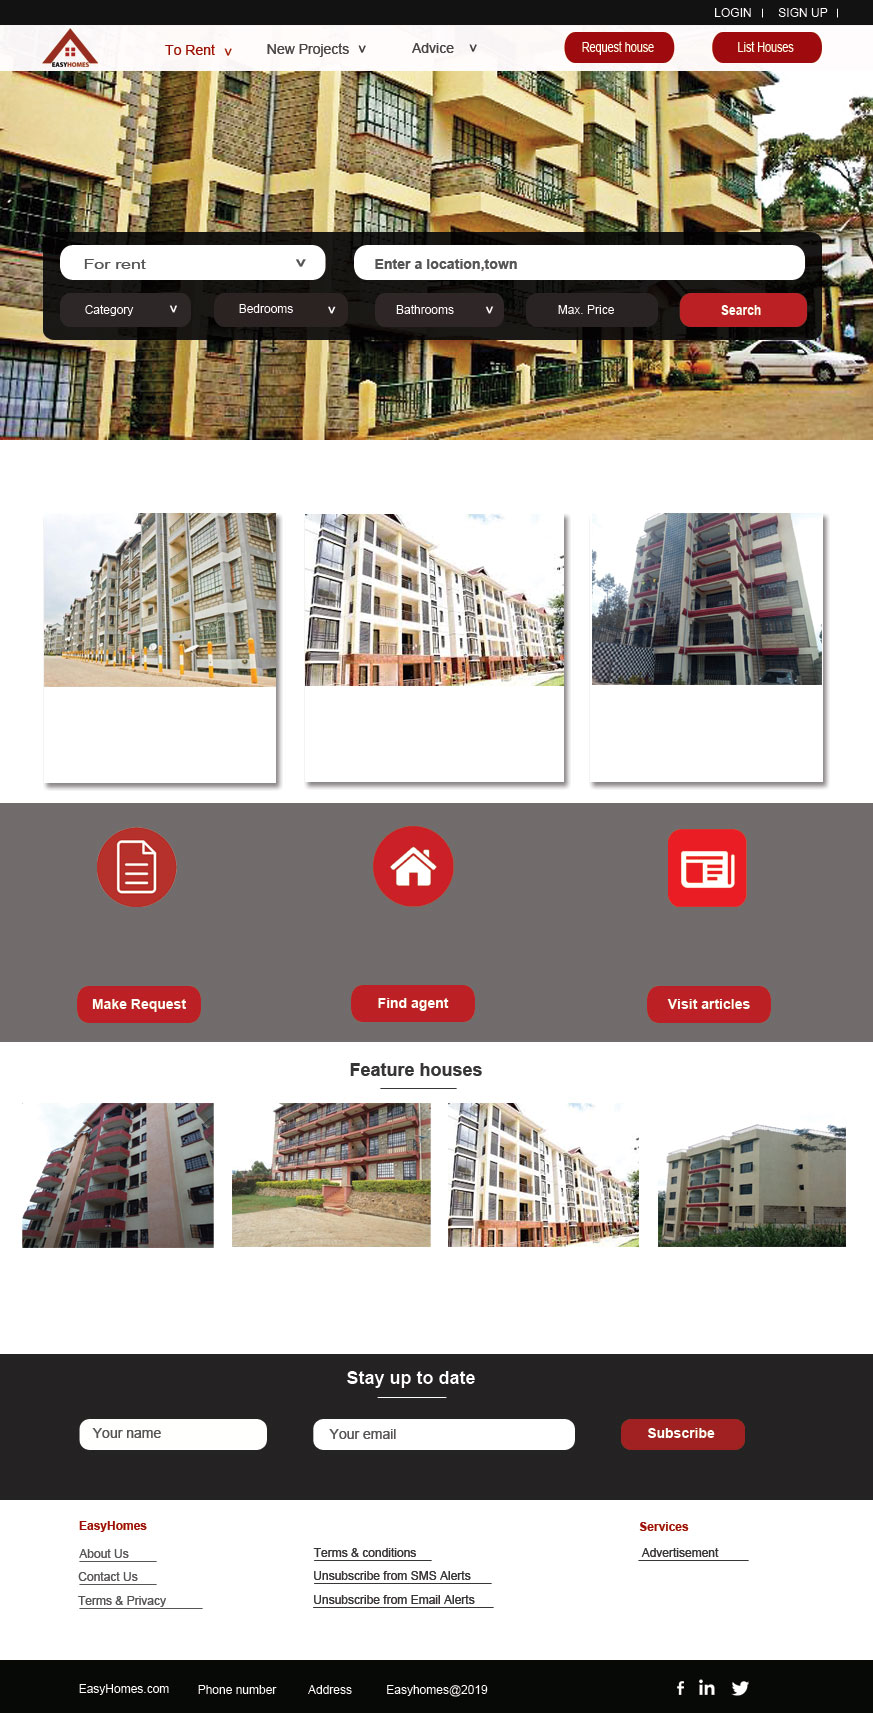 LOGIN | SIGN UP |
EASYHOMES
To Rent v New Projects v Advice v Request house List Houses
For rent v Enter a location,town
Category v Bedrooms v Bathrooms v Max. Price Search
Make Request Find agent Visit articles
Feature houses
Stay up to date
Your name Your email Subscribe
EasyHomes Services
About Us Terms & conditions Advertisement
Contact Us Unsubscribe from SMS Alerts
Terms & Privacy Unsubscribe from Email Alerts
EasyHomes.com Phone number Address Easyhomes@2019 f in